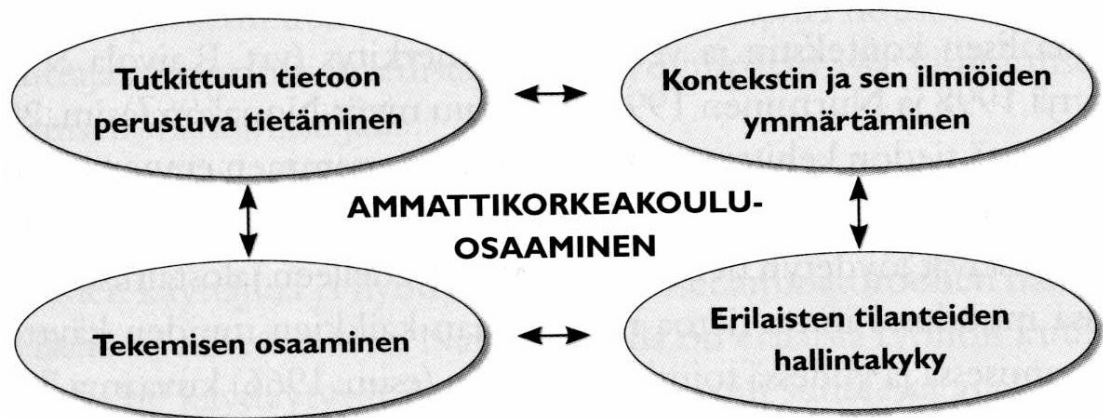 Tutkittuun tietoon
perustuva tietäminen
Kontekstin ja sen ilmiöiden
ymmärtäminen
AMMATTIKORKEAKOULU-
OSAAMINEN
Tekemisen osaaminen
Erilaisten tilanteiden
hallintakyky